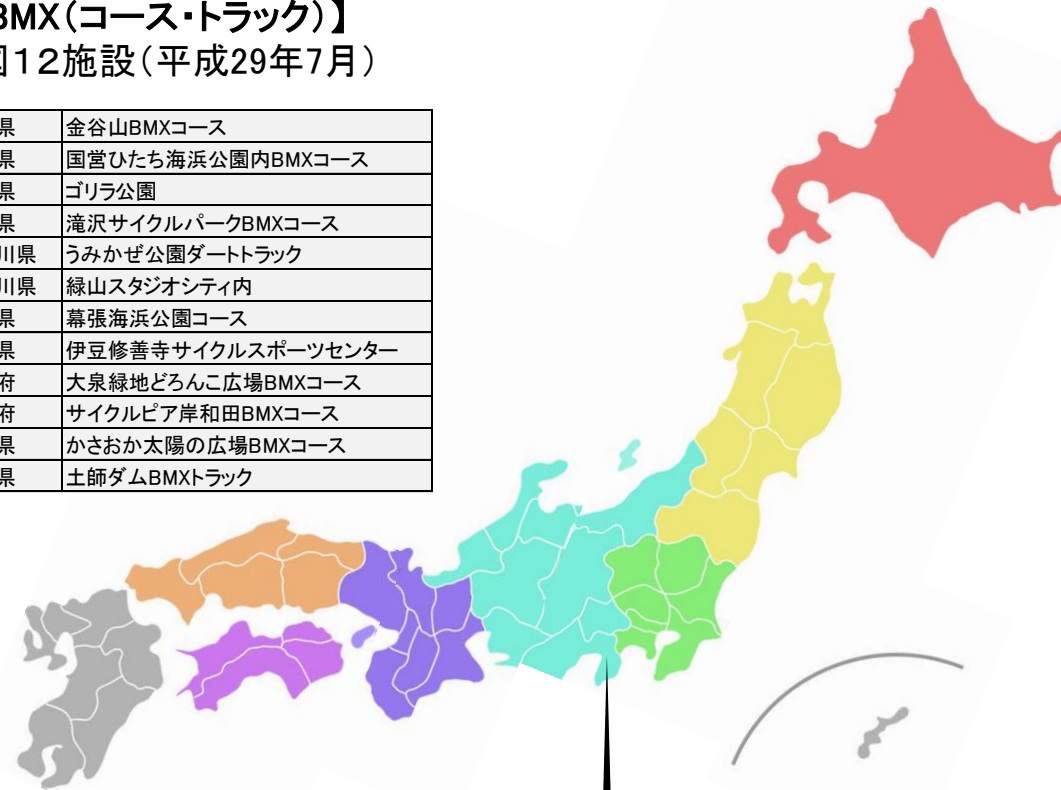 BMX（コース・トラック）】
図１２施設（平成29年7月）
県 金谷山BMXコース
県 国営ひたち海浜公園内BMXコース
県 ゴリラ公園
県 滝沢サイクルパークBMXコース
川県 うみかぜ公園ダートトラック
川県 緑山スタジオシティ内
県 幕張海浜公園コース
県 伊豆修善寺サイクルスポーツセンター
府 大泉緑地どろんこ広場BMXコース
府 サイクルピア岸和田BMXコース
県 かさおか太陽の広場BMXコース
県 土師ダムBMXトラック